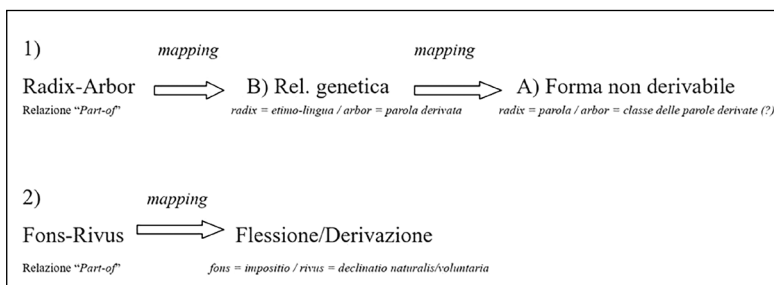 1)
mapping mapping
Radix-Arbor B) Rel. genetica A) Forma non derivabile
Relazione “Part-of” radix = etimo-lingua / arbor = parola derivata radix = parola / arbor = classe delle parole derivate (?)
2)
mapping
Fons-Rivus Flessione/Derivazione
Relazione “Part-of” fons = impositio / rivus = declinatio naturalis/voluntaria